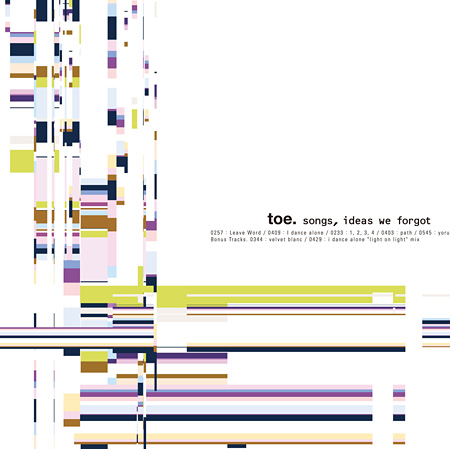 toe. songs, ideas we forgot
0257 : Leave Word / 0409 : I dance alone / 0233 : 1, 2, 3, 4 / 0403 : path / 0545 : yoru
Bonus Tracks. 0344 : velvet blanc / 0429 : i dance alone "light on light" mix